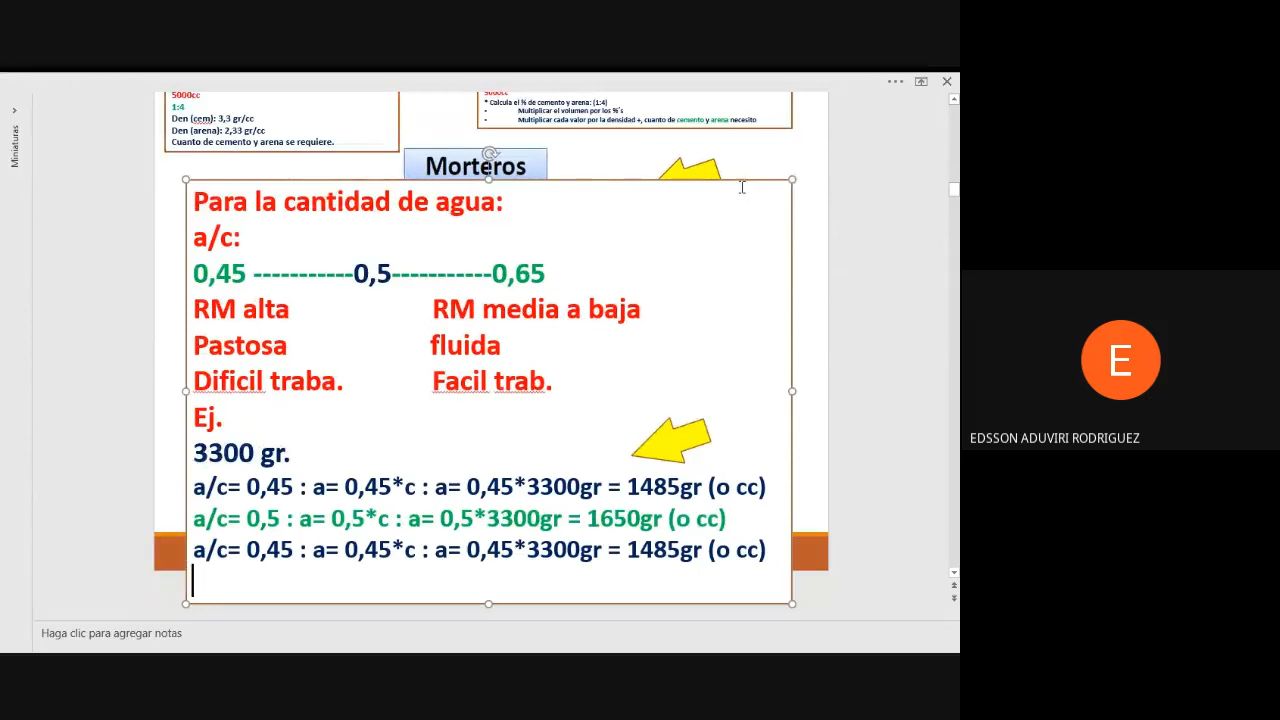 5000cc
1:4
Den (cem): 3,3 gr/cc
Den (arena): 2,33 gr/cc
Cuanto de cemento y arena se requiere.
5000cc
* Calcula el % de cemento y arena: (1:4)
• Multiplicar el volumen por los %´s
• Multiplicar cada valor por la densidad +, cuanto de cemento y arena necesito
Miniaturas
Morteros
Para la cantidad de agua:
a/c:
0,45 -----------0,5-----------0,65
RM alta RM media a baja
Pastosa fluida
Dificil traba. Facil trab.
Ej.
3300 gr.
a/c= 0,45 : a= 0,45*c : a= 0,45*3300gr = 1485gr (o cc)
a/c= 0,5 : a= 0,5*c : a= 0,5*3300gr = 1650gr (o cc)
a/c= 0,45 : a= 0,45*c : a= 0,45*3300gr = 1485gr (o cc)
Haga clic para agregar notas
E
EDSSON ADUVIRI RODRIGUEZ